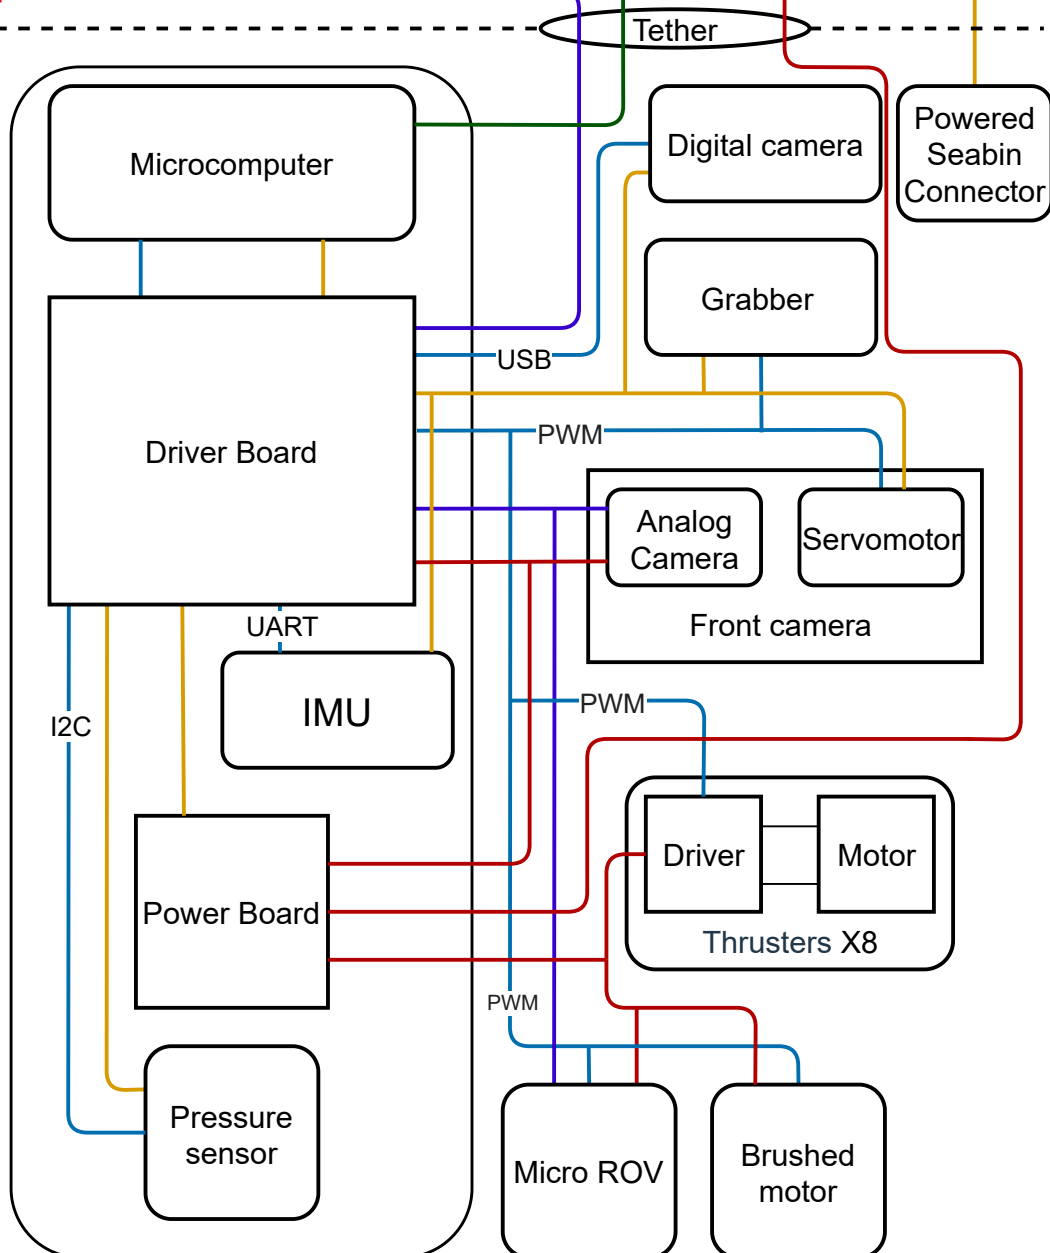 Tether
Microcomputer
Digital camera
Powered
Seabin
Connector
Grabber
USB
Driver Board
PWM
Analog
Camera
Servomotor
Front camera
UART
IMU
I2C
PWM
Driver
Motor
Power Board
Thrusters X8
PWM
Pressure
sensor
Micro ROV
Brushed
motor